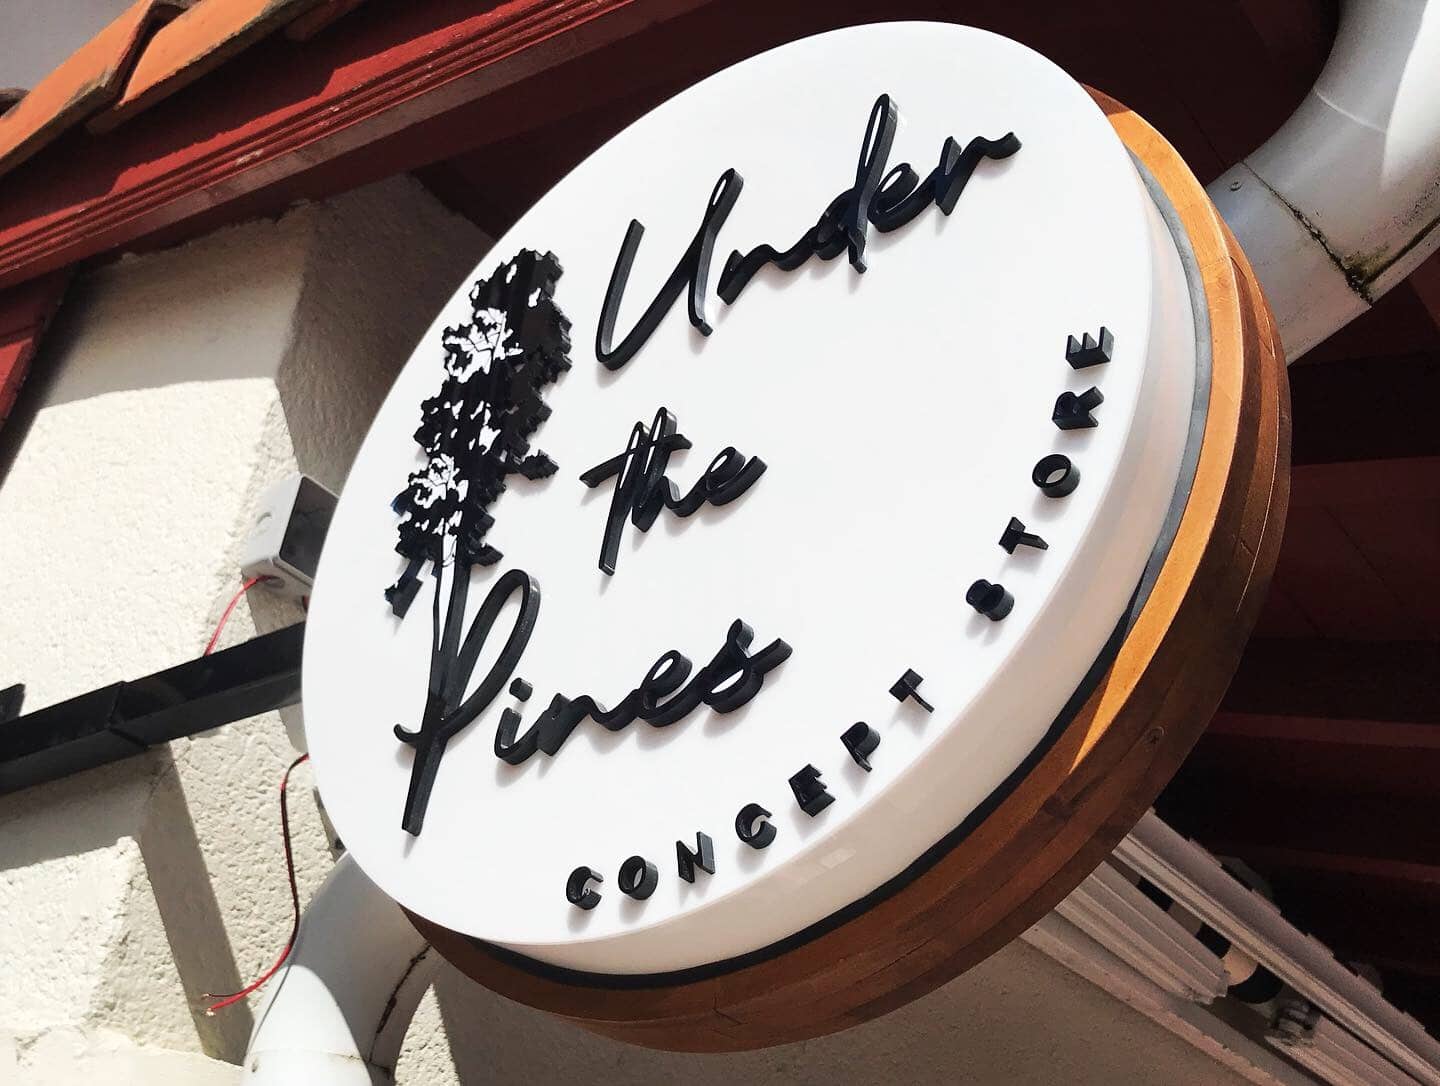 Under
the
Pines
CONCEPT STORE